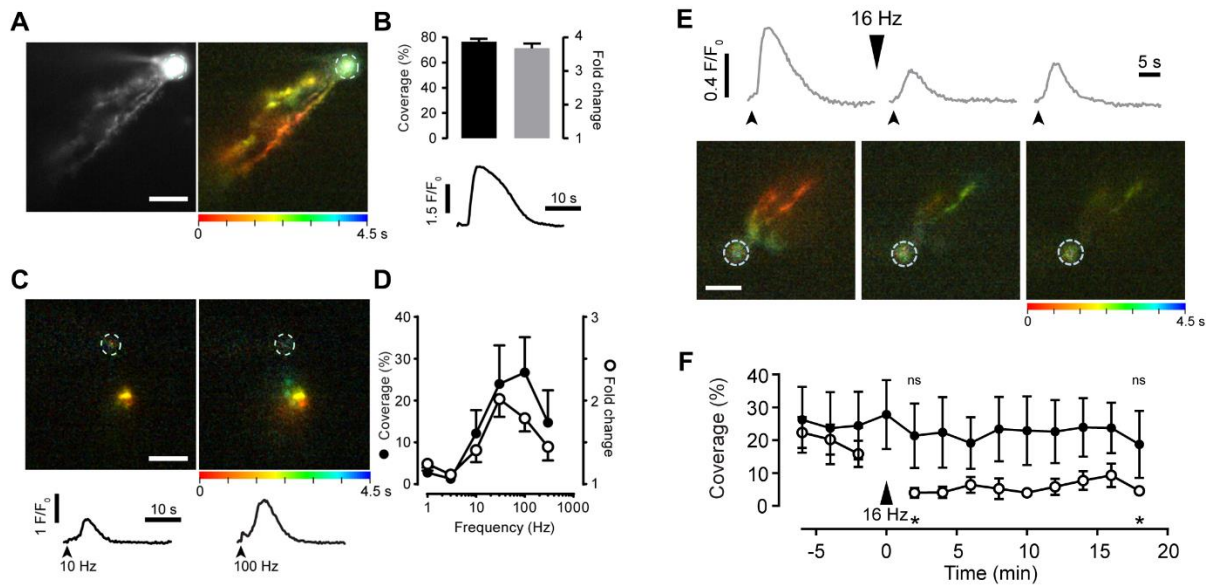 A
0
4.5 s
B
80
60
40
20
0
Coverage (%)
4
3
2
1
Fold change
1.5 F/F0
10 s
C
0
4.5 s
1 F/F0
10 s
10 Hz
100 Hz
D
40
30
20
10
0
Coverage (%)
3
2
1
Fold change
1
10
100
1000
Frequency (Hz)
E
16 Hz
0.4 F/F0
5 s
0
4.5 s
F
40
30
20
10
0
Coverage (%)
ns
ns
16 Hz
*
*
-5
0
5
10
15
20
Time (min)